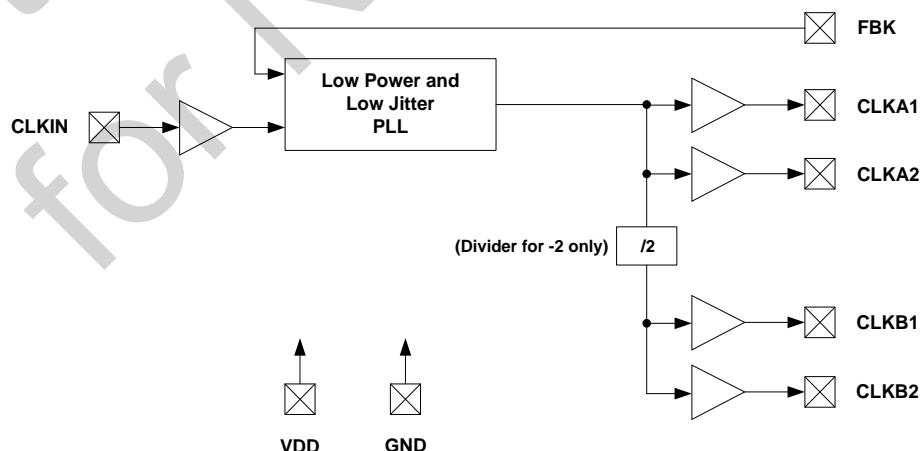 FBK
Low Power and
Low Jitter
PLL
CLKIN
CLKA1
CLKA2
(Divider for -2 only)
/2
CLKB1
CLKB2
VDD
GND
for